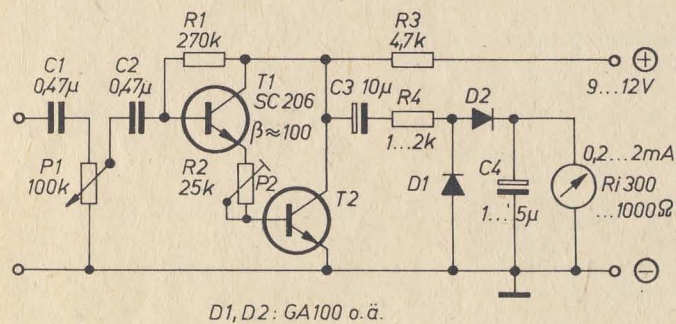 R1
270k
R3
4,7k
C1
0,47µ
C2
0,47µ
T1
SC 206
β≈100
C3 10µ
R4
1...2k
D2
9...12V
P1
100k
R2
25k
P2
T2
D1
C4
1...5µ
0,2...2mA
Ri 300
...1000Ω
D1, D2: GA100 o.ä.